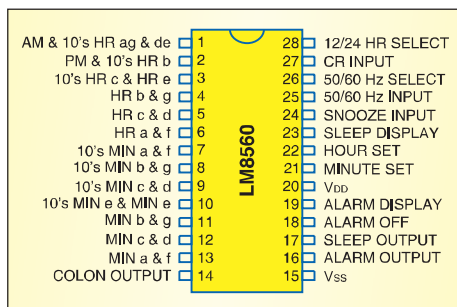 AM & 10's HR ag & de 1
PM & 10's HR b 2
10's HR c & HR e 3
HR b & g 4
HR c & d 5
HR a & f 6
10's MIN a & f 7
10's MIN b & g 8
10's MIN c & d 9
10's MIN e & MIN e 10
MIN b & g 11
MIN c & d 12
MIN a & f 13
COLON OUTPUT 14
LM8560
28 12/24 HR SELECT
27 CR INPUT
26 50/60 Hz SELECT
25 50/60 Hz INPUT
24 SNOOZE INPUT
23 SLEEP DISPLAY
22 HOUR SET
21 MINUTE SET
20 VDD
19 ALARM DISPLAY
18 ALARM OFF
17 SLEEP OUTPUT
16 ALARM OUTPUT
15 VSS